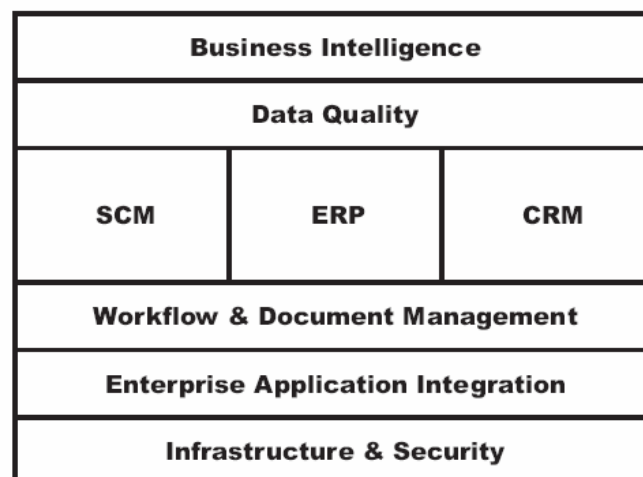 Business Intelligence
Data Quality
SCM ERP CRM
Workflow & Document Management
Enterprise Application Integration
Infrastructure & Security